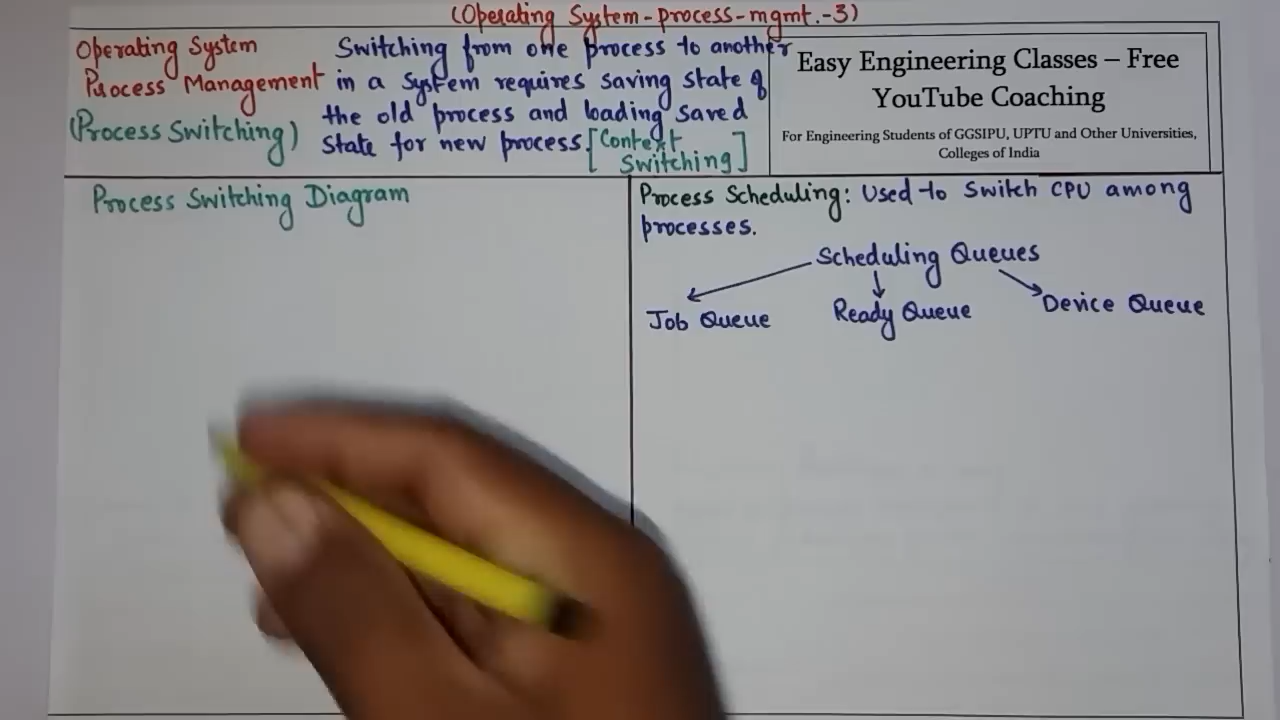 (Operating System-process-mgmt.-3)
Operating System
Process Management
(Process Switching)
Switching from one process to another
in a system requires saving state of
the old process and loading saved
state for new process. [Context
Switching]
Easy Engineering Classes – Free
YouTube Coaching
For Engineering Students of GGSIPU, UPTU and Other Universities,
Colleges of India
Process Switching Diagram
Process Scheduling: Used to switch CPU among
processes.
Scheduling Queues
Job Queue Ready Queue Device Queue